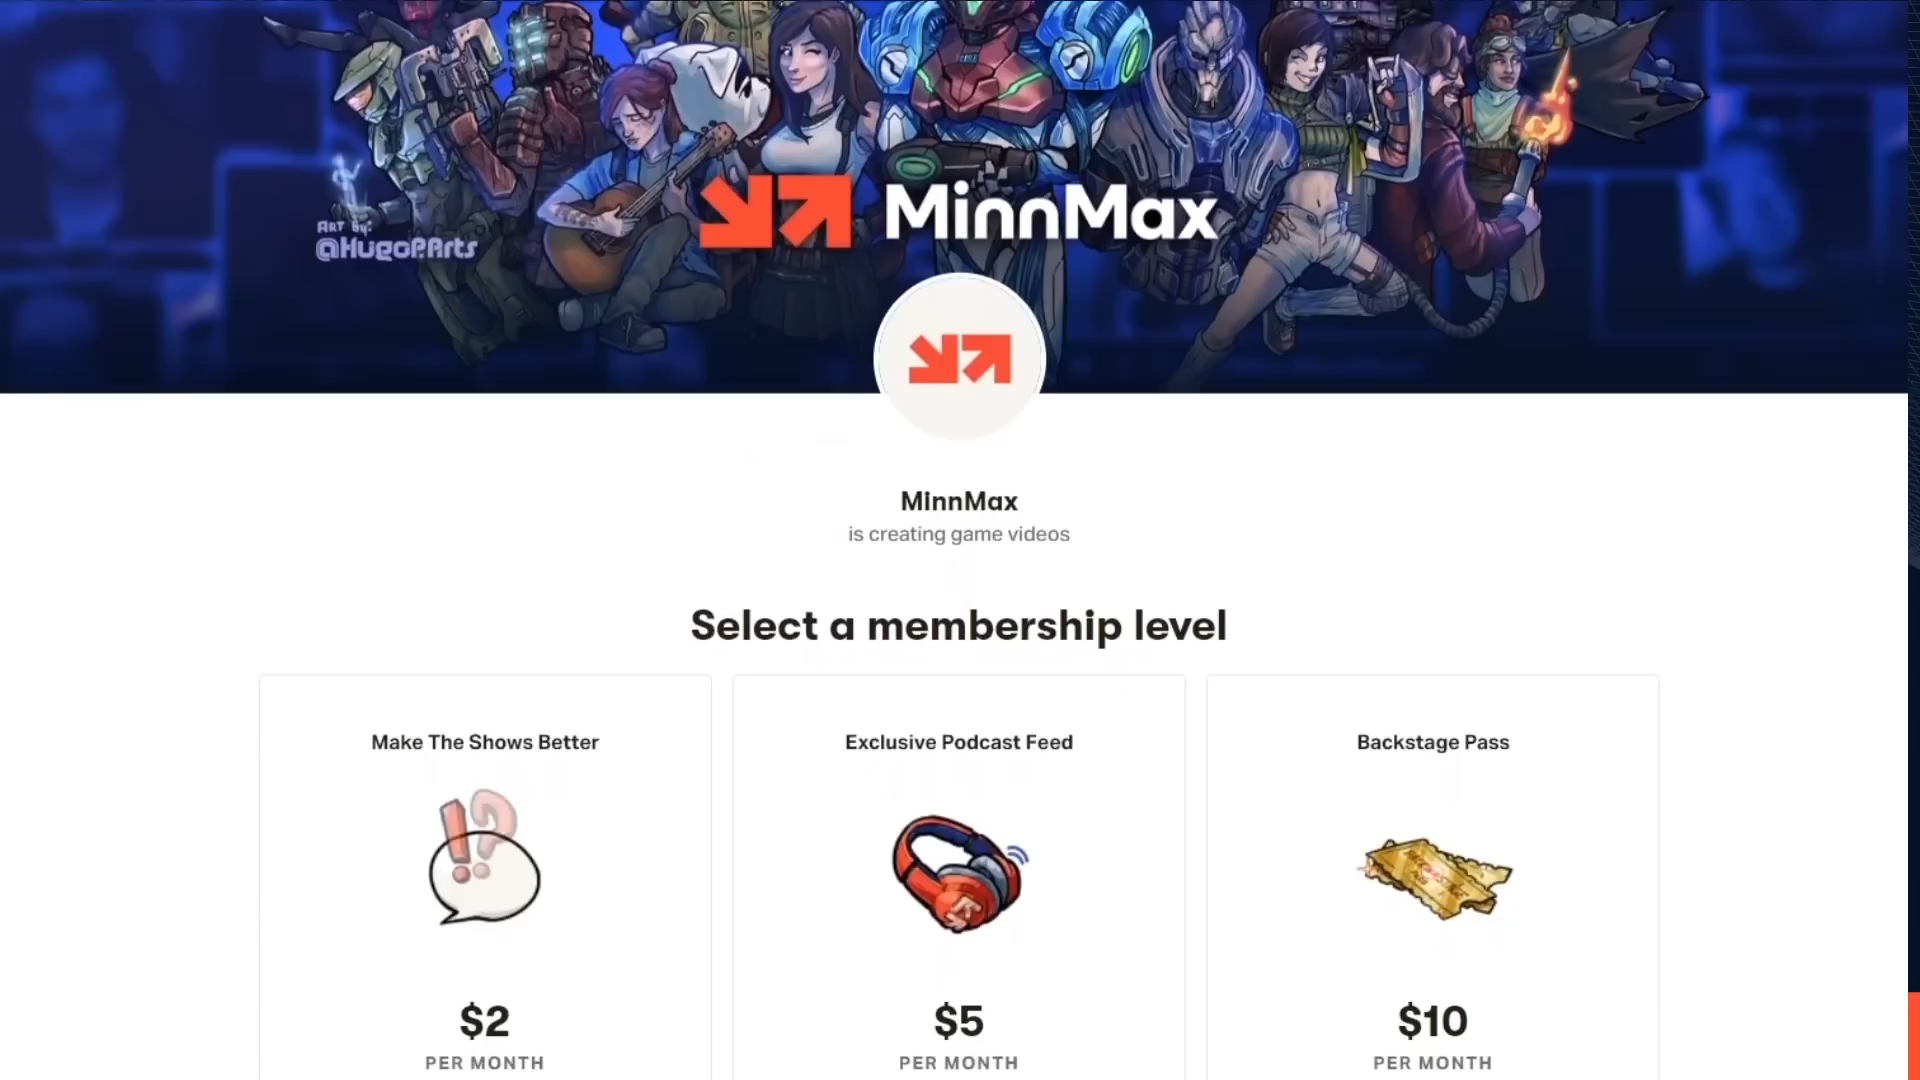 MinnMax
ART BY:
@HugoPArts
MinnMax
is creating game videos
Select a membership level
Make The Shows Better
Exclusive Podcast Feed
Backstage Pass
!?
$2
$5
$10
PER MONTH
PER MONTH
PER MONTH